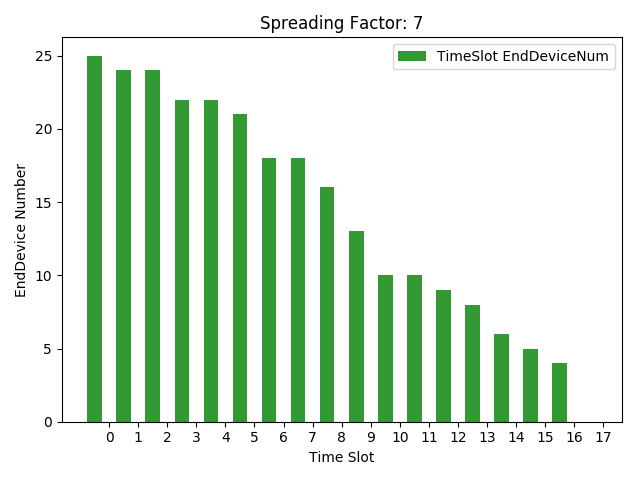 Spreading Factor: 7
TimeSlot EndDeviceNum
25
20
15
10
5
0
EndDevice Number
0 1 2 3 4 5 6 7 8 9 10 11 12 13 14 15 16 17
Time Slot